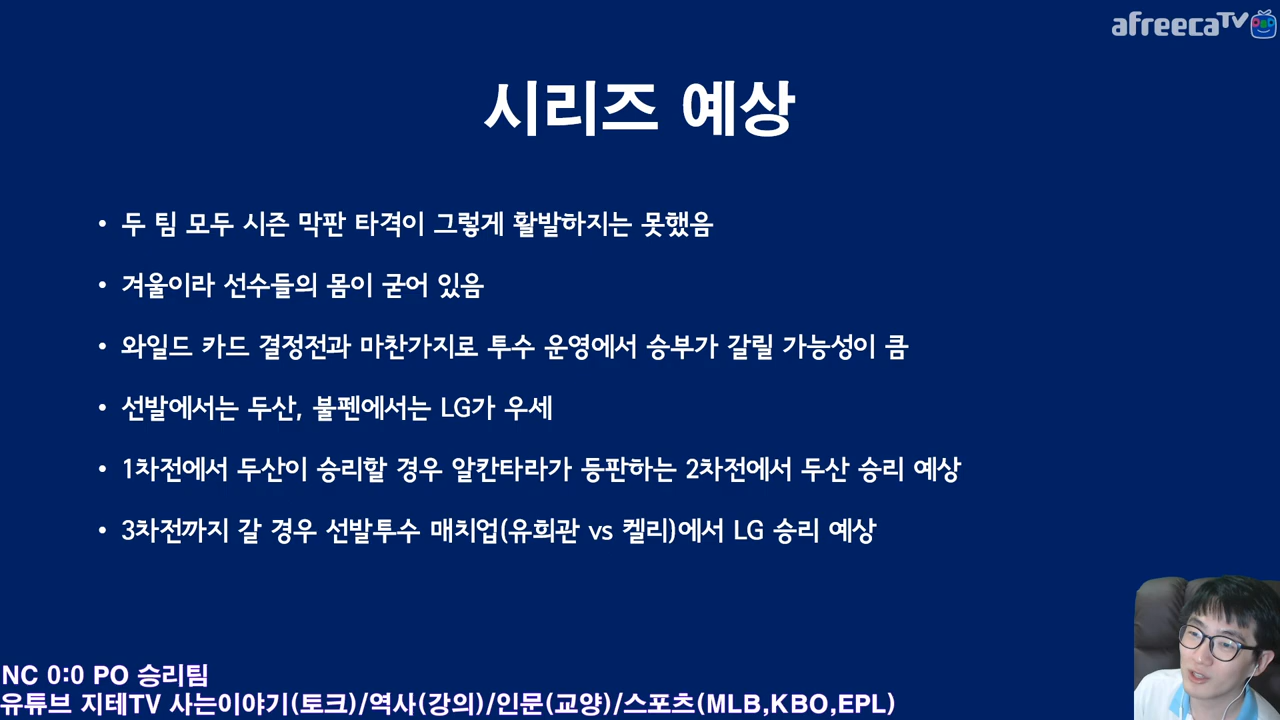 afreecaTV
시리즈 예상
• 두 팀 모두 시즌 막판 타격이 그렇게 활발하지는 못했음
• 겨울이라 선수들의 몸이 굳어 있음
• 와일드 카드 결정전과 마찬가지로 투수 운영에서 승부가 갈릴 가능성이 큼
• 선발에서는 두산, 불펜에서는 LG가 우세
• 1차전에서 두산이 승리할 경우 알칸타라가 등판하는 2차전에서 두산 승리 예상
• 3차전까지 갈 경우 선발투수 매치업(유희관 vs 켈리)에서 LG 승리 예상
NC 0:0 PO 승리팀
유튜브 지테TV 사는이야기(토크)/역사(강의)/인문(교양)/스포츠(MLB,KBO,EPL)